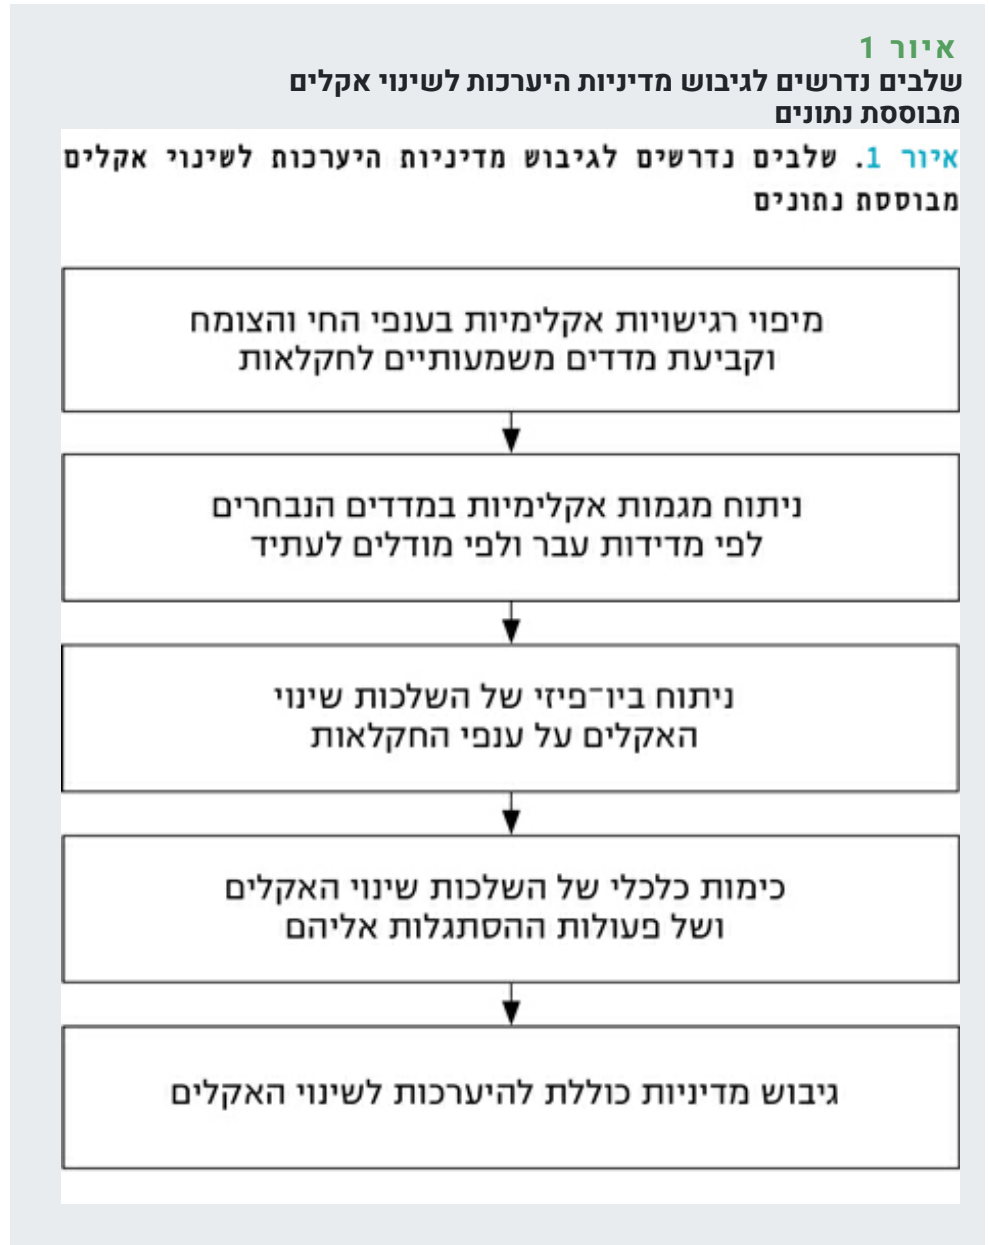 איור 1
שלבים נדרשים לגיבוש מדיניות היערכות לשינוי אקלים
מבוססת נתונים
איור 1. שלבים נדרשים לגיבוש מדיניות היערכות לשינוי אקלים
מבוססת נתונים
מיפוי רגישויות אקלימיות בענפי החי והצומח
וקביעת מדדים משמעותיים לחקלאות
ניתוח מגמות אקלימיות במדדים הנבחרים
לפי מדידות עבר ולפי מודלים לעתיד
ניתוח ביו־פיזי של השלכות שינוי
האקלים על ענפי החקלאות
כימות כלכלי של השלכות שינוי האקלים
ושל פעולות ההסתגלות אליהם
גיבוש מדיניות כוללת להיערכות לשינוי האקלים